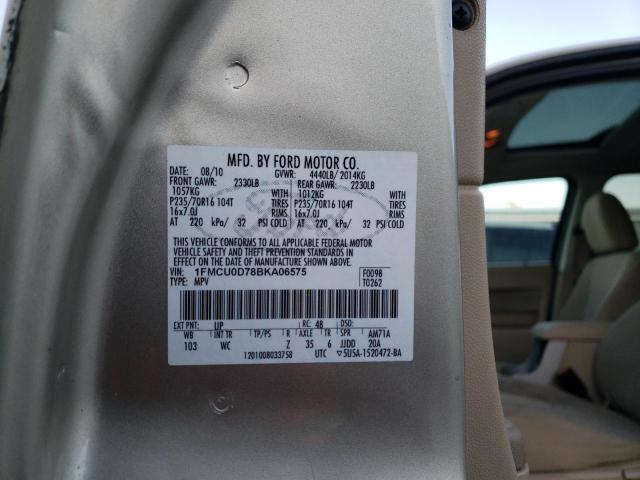 MFD. BY FORD MOTOR CO.
DATE: 08/10 GVWR: 4440LB/ 2014KG
FRONT GAWR: 2330LB REAR GAWR: 2230LB
1057KG WITH 1012KG WITH
P235/70R16 104T TIRES P235/70R16 104T TIRES
16x7.0J RIMS 16x7.0J RIMS
AT 220 kPa/ 32 PSI COLD AT 220 kPa/ 32 PSI COLD
THIS VEHICLE CONFORMS TO ALL APPLICABLE FEDERAL MOTOR
VEHICLE SAFETY AND THEFT PREVENTION STANDARDS IN
EFFECT ON THE DATE OF MANUFACTURE SHOWN ABOVE.
VIN: 1FMCU0D78BKA06575 F0098
TYPE: MPV T0262
EXT PNT: UP RC: 48 DSO:
WB INT TR TP/PS R AXLE TR SPR AM71A
103 WC Z 35 6 JJDD 20A
1201008033758 UTC ▽5U5A-1520472-BA